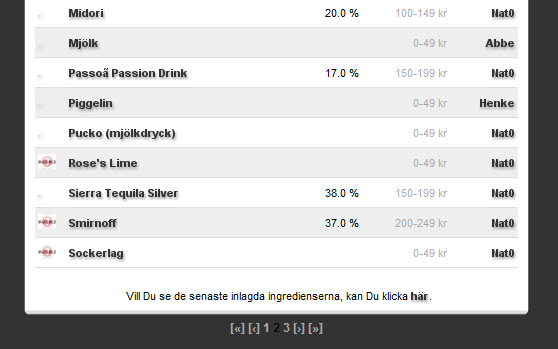 Midori 20.0 % 100-149 kr Nat0
Mjölk 0-49 kr Abbe
Passoã Passion Drink 17.0 % 150-199 kr Nat0
Piggelin 0-49 kr Henke
Pucko (mjölkdryck) 0-49 kr Nat0
Rose's Lime 0-49 kr Nat0
Sierra Tequila Silver 38.0 % 150-199 kr Nat0
Smirnoff 37.0 % 200-249 kr Nat0
Sockerlag 0-49 kr Nat0
Vill Du se de senaste inlagda ingredienserna, kan Du klicka här.
[«] [‹] 1 2 3 [›] [»]